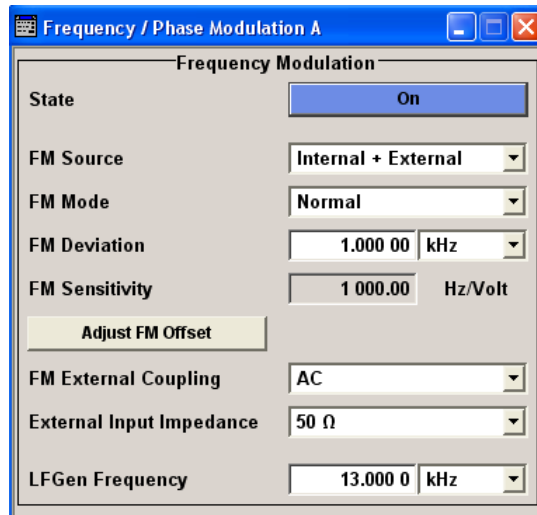 Frequency / Phase Modulation A
Frequency Modulation
State On
FM Source Internal + External
FM Mode Normal
FM Deviation 1.000 00 kHz
FM Sensitivity 1 000.00 Hz/Volt
Adjust FM Offset
FM External Coupling AC
External Input Impedance 50 Ω
LFGen Frequency 13.000 0 kHz